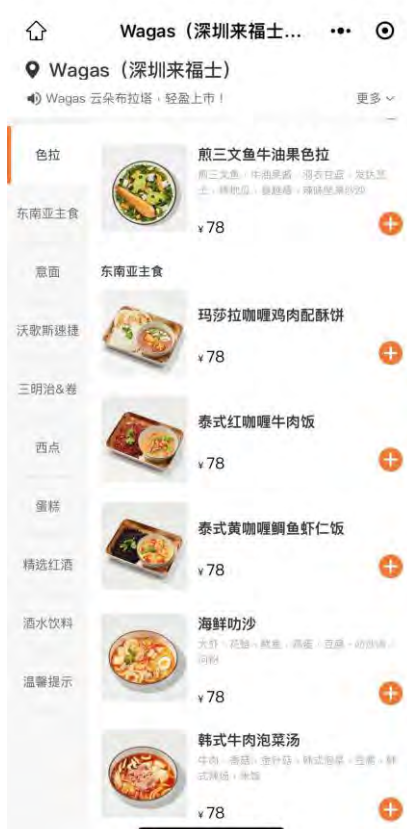 Wagas（深圳来福士...
Wagas（深圳来福士）
Wagas 云朵布拉塔，轻盈上市！
更多
色拉
东南亚主食
意面
沃歌斯速捷
三明治&卷
西点
蛋糕
精选红酒
酒水饮料
温馨提示
煎三文鱼牛油果色拉
¥78
东南亚主食
玛莎拉咖喱鸡肉配酥饼
¥78
泰式红咖喱牛肉饭
¥78
泰式黄咖喱鲷鱼虾仁饭
¥78
海鲜叻沙
¥78
韩式牛肉泡菜汤
¥78